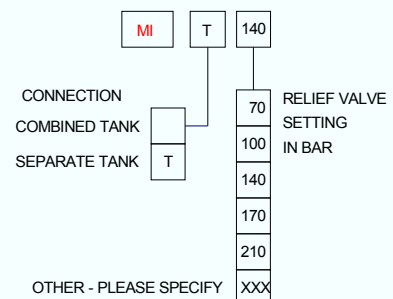 MI T 140
CONNECTION
COMBINED TANK
SEPARATE TANK T
70 RELIEF VALVE
100 SETTING
140 IN BAR
170
210
OTHER - PLEASE SPECIFY XXX